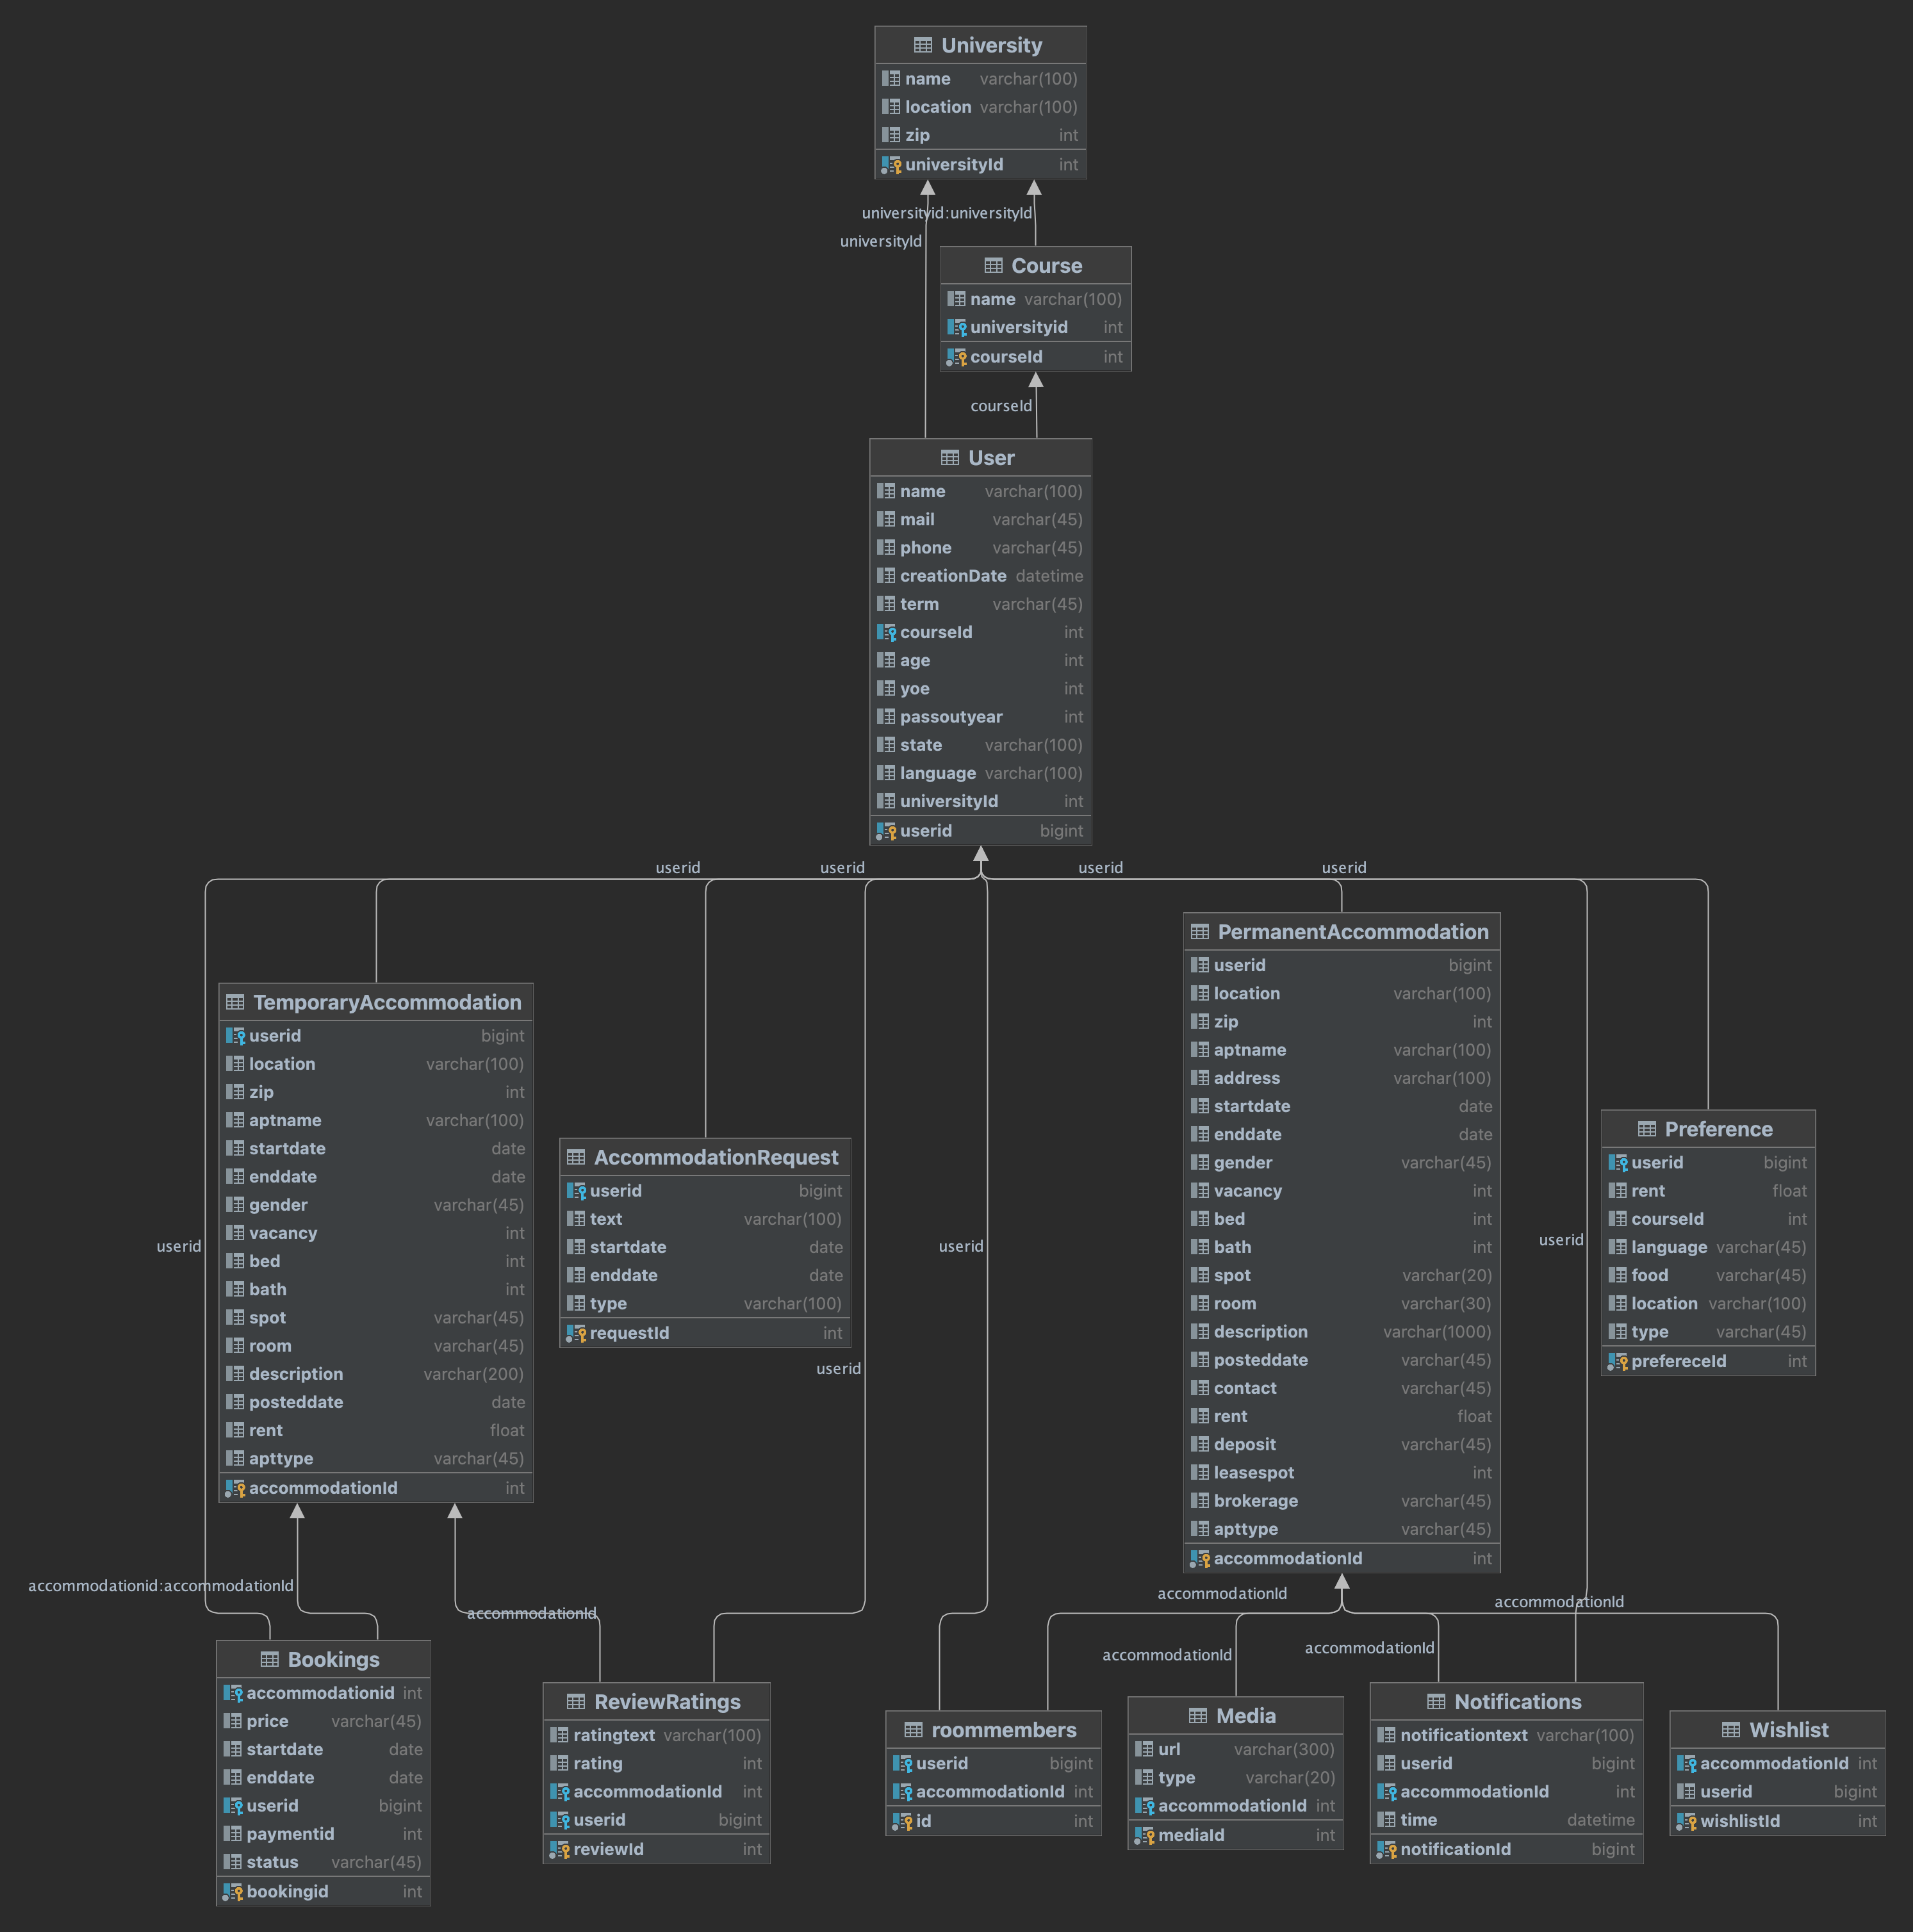 University
name varchar(100)
location varchar(100)
zip int
universityId int
universityid:universityId
universityId
Course
name varchar(100)
universityid int
courseId int
courseId
User
name varchar(100)
mail varchar(45)
phone varchar(45)
creationDate datetime
term varchar(45)
courseId int
age int
yoe int
passoutyear int
state varchar(100)
language varchar(100)
universityId int
userid bigint
userid
userid
userid
userid
TemporaryAccommodation
userid bigint
location varchar(100)
zip int
aptname varchar(100)
startdate date
enddate date
gender varchar(45)
vacancy int
bed int
bath int
spot varchar(45)
room varchar(45)
description varchar(200)
posteddate date
rent float
apttype varchar(45)
accommodationId int
AccommodationRequest
userid bigint
text varchar(100)
startdate date
enddate date
type varchar(100)
requestId int
PermanentAccommodation
userid bigint
location varchar(100)
zip int
aptname varchar(100)
address varchar(100)
startdate date
enddate date
gender varchar(45)
vacancy int
bed int
bath int
spot varchar(20)
room varchar(30)
description varchar(1000)
posteddate varchar(45)
contact varchar(45)
rent float
deposit varchar(45)
leasespot int
brokerage varchar(45)
apttype varchar(45)
accommodationId int
Preference
userid bigint
rent float
courseId int
language varchar(45)
food varchar(45)
location varchar(100)
type varchar(45)
prefereceId int
userid
userid
userid
userid
accommodationid:accommodationId
accommodationId
accommodationId
accommodationId
accommodationId
accommodationId
Bookings
accommodationid int
price varchar(45)
startdate date
enddate date
userid bigint
paymentid int
status varchar(45)
bookingid int
ReviewRatings
ratingtext varchar(100)
rating int
accommodationId int
userid bigint
reviewId int
roommembers
userid bigint
accommodationId int
id int
Media
url varchar(300)
type varchar(20)
accommodationId int
mediaId int
Notifications
notificationtext varchar(100)
userid bigint
accommodationId int
time datetime
notificationId bigint
Wishlist
accommodationId int
userid bigint
wishlistId int